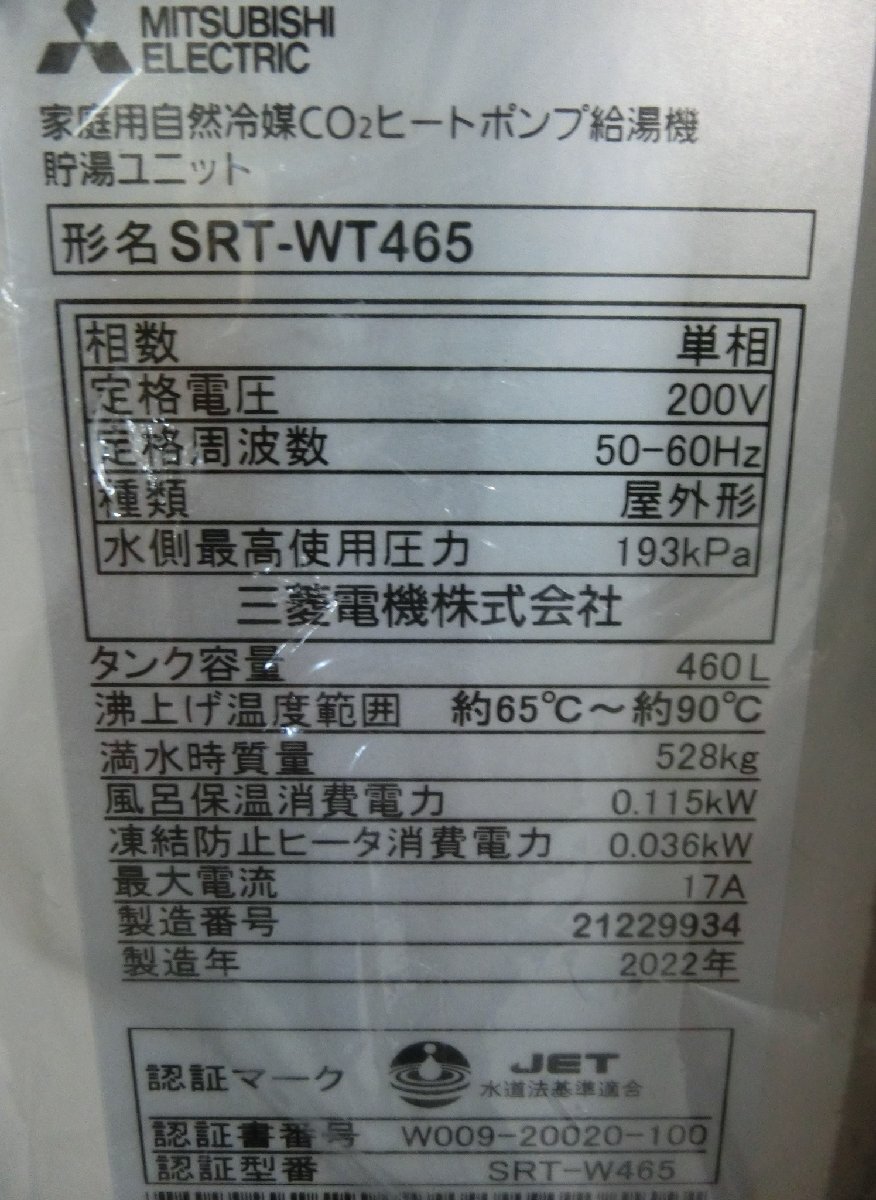 MITSUBISHI
ELECTRIC
家庭用自然冷媒CO₂ヒートポンプ給湯機
貯湯ユニット
形名 SRT-WT465
相数 単相
定格電圧 200V
定格周波数 50-60Hz
種類 屋外形
水側最高使用圧力 193kPa
三菱電機株式会社
タンク容量 460L
沸上げ温度範囲 約65℃～約90℃
満水時質量 528kg
風呂保温消費電力 0.115kW
凍結防止ヒータ消費電力 0.036kW
最大電流 17A
製造番号 21229934
製造年 2022年
認証マーク JET
水道法基準適合
認証書番号 W009-20020-100
認証型番 SRT-W465